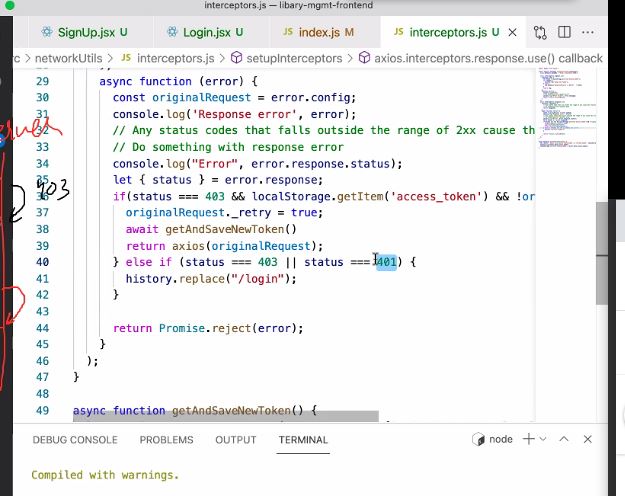 interceptors.js — libary-mgmt-frontend
SignUp.jsx U
Login.jsx U
JS index.js M
JS interceptors.js U
src > networkUtils > JS interceptors.js > setupInterceptors > axios.interceptors.response.use() callback
29 async function (error) {
30 const originalRequest = error.config;
31 console.log('Response error', error);
32 // Any status codes that falls outside the range of 2xx cause th
33 // Do something with response error
34 console.log("Error", error.response.status);
35 let { status } = error.response;
36 if(status === 403 && localStorage.getItem('access_token') && !or
37 originalRequest._retry = true;
38 await getAndSaveNewToken()
39 return axios(originalRequest);
40 } else if (status === 403 || status === 401) {
41 history.replace("/login");
42 }
43
44 return Promise.reject(error);
45 }
46 );
47 }
48
49 async function getAndSaveNewToken() {
403
DEBUG CONSOLE PROBLEMS OUTPUT TERMINAL node
Compiled with warnings.